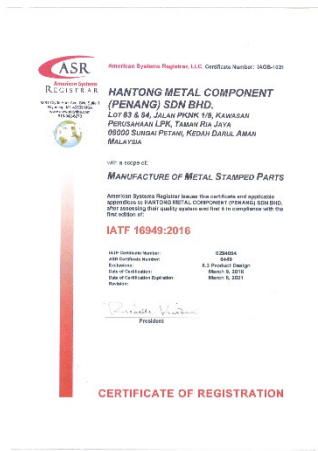 ASR
American Systems
REGISTRAR
American Systems Registrar, LLC. Certificate Number: IAOB-1021
HANTONG METAL COMPONENT
(PENANG) SDN BHD.
LOT 83 & 84, JALAN PKNK 1/8, KAWASAN
PERUSAHAAN LPK, TAMAN RIA JAYA
08000 SUNGAI PETANI, KEDAH DARUL AMAN
MALAYSIA
with a scope of:
MANUFACTURE OF METAL STAMPED PARTS
American Systems Registrar issues this certificate and applicable
appendices to HANTONG METAL COMPONENT (PENANG) SDN BHD.
after assessing their quality system and find it in compliance with the
first edition of:
IATF 16949:2016
IATF Certificate Number: 0294604
ASR Certificate Number: 6449
Exclusions: 8.3 Product Design
Date of Certification: March 9, 2018
Date of Certification Expiration: March 8, 2021
Revision:
President
CERTIFICATE OF REGISTRATION